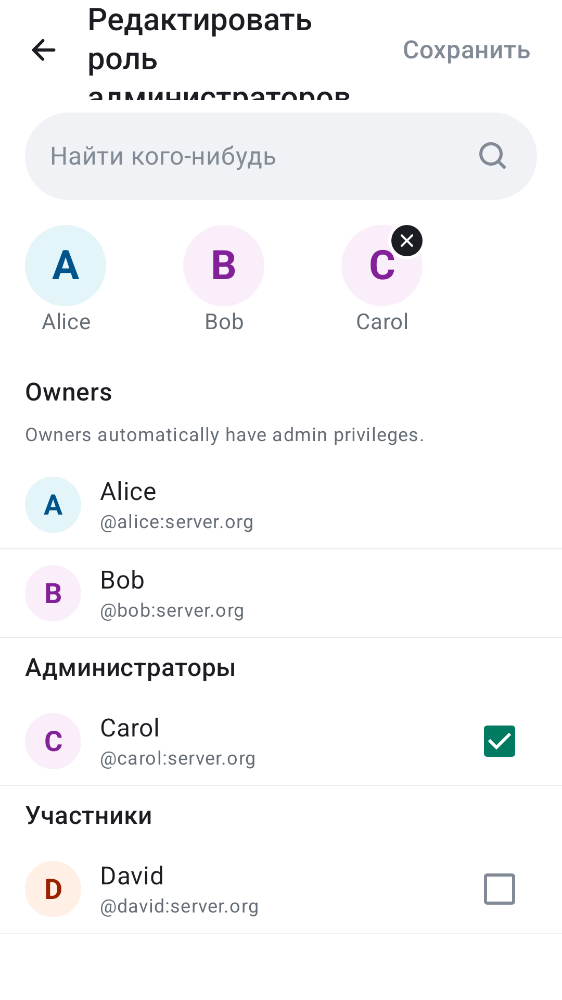 Редактировать
роль
администраторов
Сохранить
Найти кого-нибудь
A
B
C
Alice
Bob
Carol
Owners
Owners automatically have admin privileges.
A
Alice
@alice:server.org
B
Bob
@bob:server.org
Администраторы
C
Carol
@carol:server.org
Участники
D
David
@david:server.org